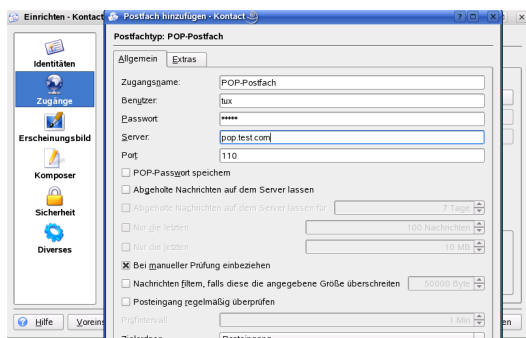 Einrichten - Kontact
Postfach hinzufügen - Kontact
Postfachtyp: POP-Postfach
Allgemein Extras
Identitäten
Zugänge
Erscheinungsbild
Komposer
Sicherheit
Diverses
Zugangsname: POP-Postfach
Benutzer: tux
Passwort: *****
Server: pop.test.com
Port: 110
POP-Passwort speichern
Abgeholte Nachrichten auf dem Server lassen
Abgeholte Nachrichten auf dem Server lassen für 7 Tage
Nur die letzten 100 Nachrichten
Nur die letzten 10 MB
Bei manueller Prüfung einbeziehen
Nachrichten filtern, falls diese die angegebene Größe überschreiten 50000 Byte
Posteingang regelmäßig überprüfen
Prüfintervall 1 Min
Zielordner: Posteingang
Hilfe Voreins en